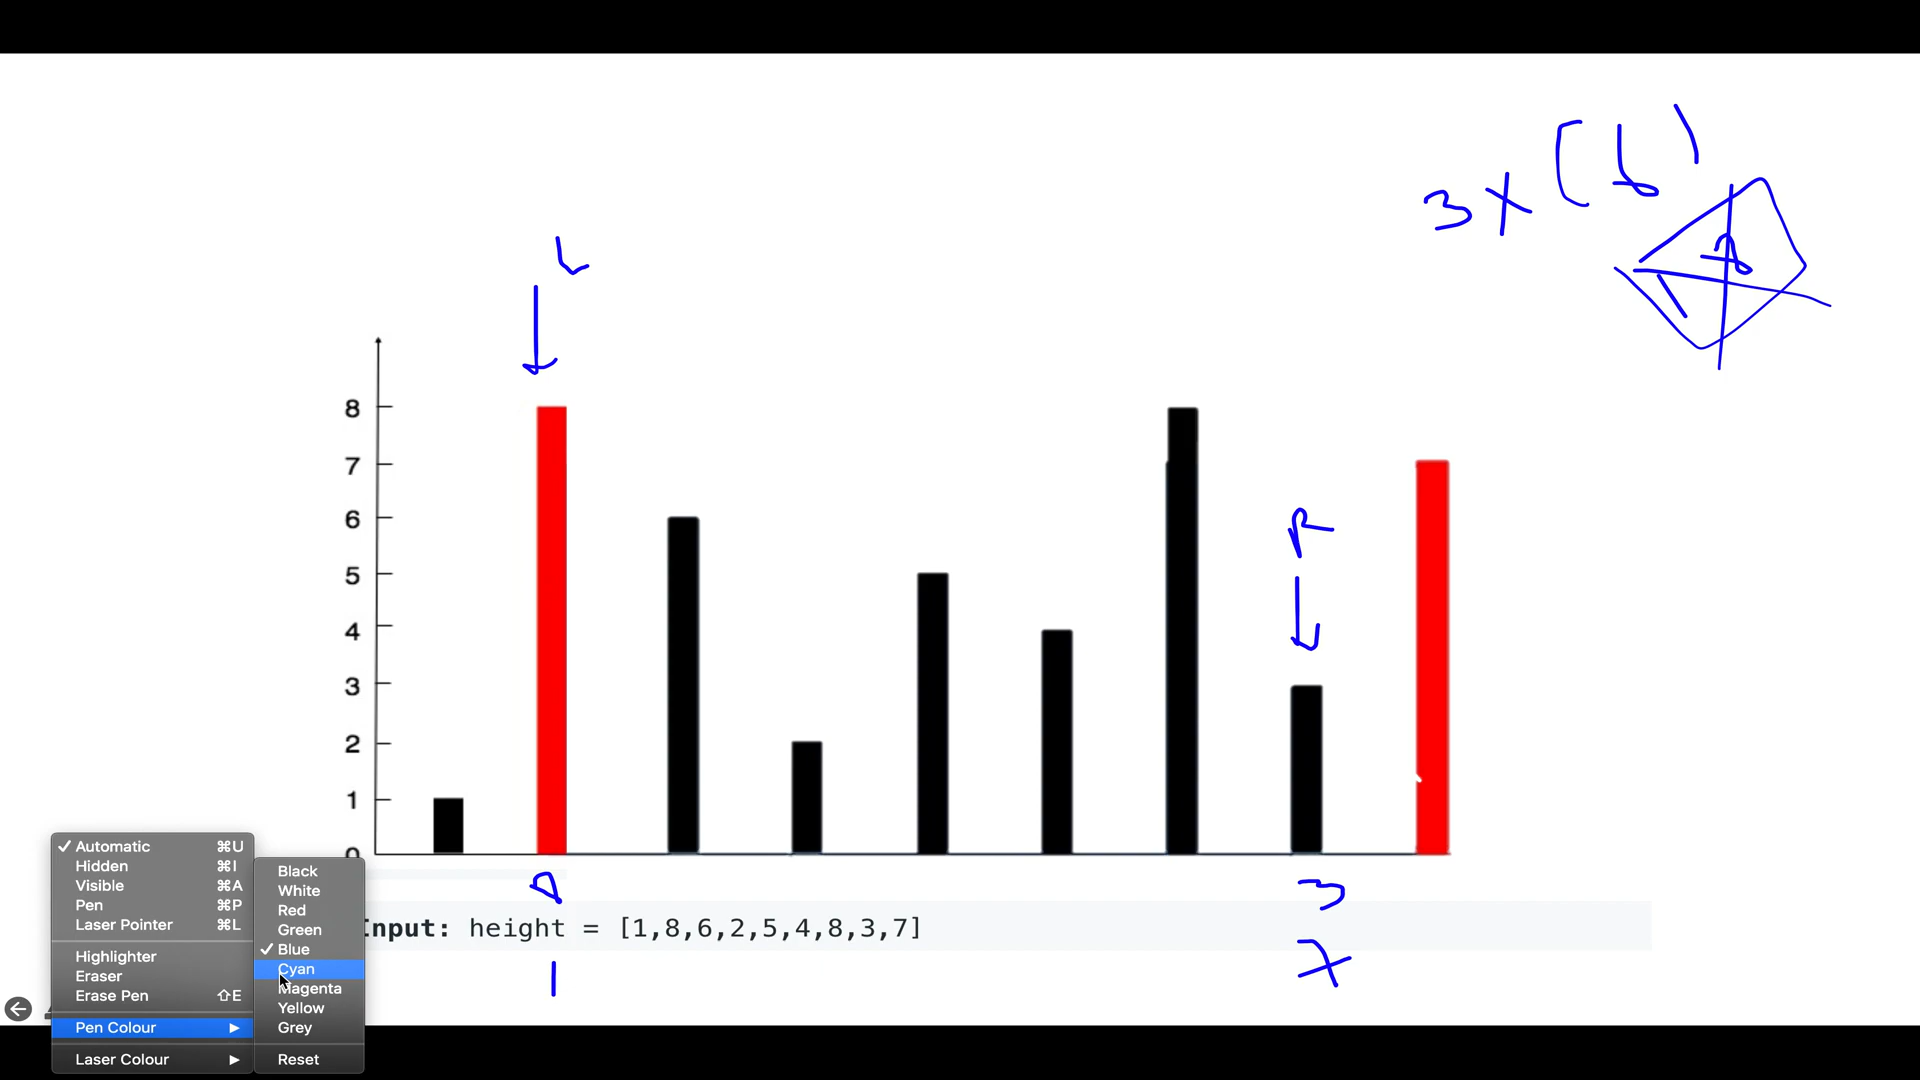 3 x (6)
L
8
7
6
R
5
4
3
2
1
0
Automatic ⌘U
Hidden ⌘I
Visible ⌘A
Pen ⌘P
Laser Pointer ⌘L
Highlighter
Eraser
Erase Pen ⇧E
Pen Colour
Laser Colour
Black
White
Red
Green
Blue
Cyan
Magenta
Yellow
Grey
Reset
8
3
Input: height = [1,8,6,2,5,4,8,3,7]
1
7